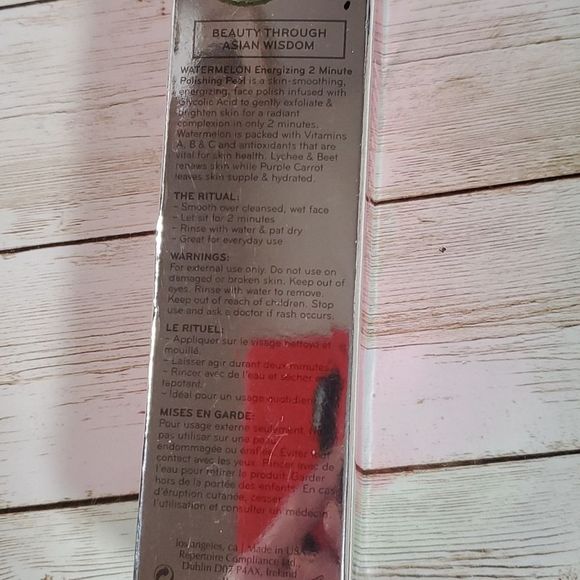 BEAUTY THROUGH
ASIAN WISDOM
WATERMELON Energizing 2 Minute
Polishing Peel is a skin-smoothing,
energizing, face polish infused with
Glycolic Acid to gently exfoliate &
brighten skin for a radiant
complexion in only 2 minutes.
Watermelon is packed with Vitamins
A, B & C and antioxidants that are
vital for skin health. Lychee & Beet
renews skin while Purple Carrot
leaves skin supple & hydrated.
THE RITUAL:
- Smooth over cleansed, wet face
- Let sit for 2 minutes
- Rinse with water & pat dry
- Great for everyday use
WARNINGS:
For external use only. Do not use on
damaged or broken skin. Keep out of
eyes. Rinse with water to remove.
Keep out of reach of children. Stop
use and ask a doctor if rash occurs.
LE RITUEL:
- Appliquer sur le visage nettoyé et
mouillé.
- Laisser agir durant deux minutes
- Rincer avec de l'eau et sécher
tapotant.
- Idéal pour un usage quotidien
MISES EN GARDE:
Pour usage externe seulement. Ne
pas utiliser sur une peau
endommagée ou éraflée. Éviter
contact avec les yeux. Rincer avec de
l'eau pour retirer le produit. Garder
hors de la portée des enfants. En cas
d'éruption cutanée, cesser
l'utilisation et consulter un médecin.
los angeles, ca | Made in USA
Repertoire Compliance Ltd.,
Dublin D07 P4AX, Ireland